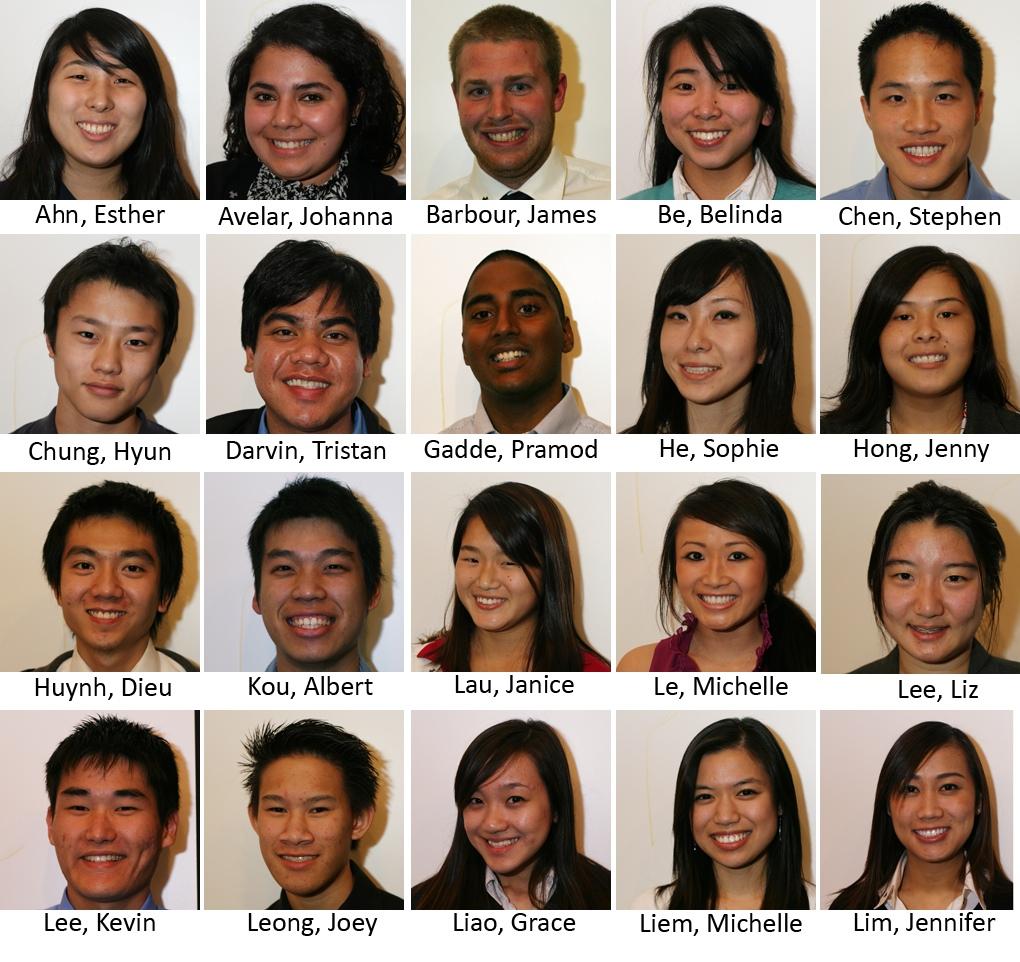 Ahn, Esther
Avelar, Johanna
Barbour, James
Be, Belinda
Chen, Stephen
Chung, Hyun
Darvin, Tristan
Gadde, Pramod
He, Sophie
Hong, Jenny
Huynh, Dieu
Kou, Albert
Lau, Janice
Le, Michelle
Lee, Liz
Lee, Kevin
Leong, Joey
Liao, Grace
Liem, Michelle
Lim, Jennifer